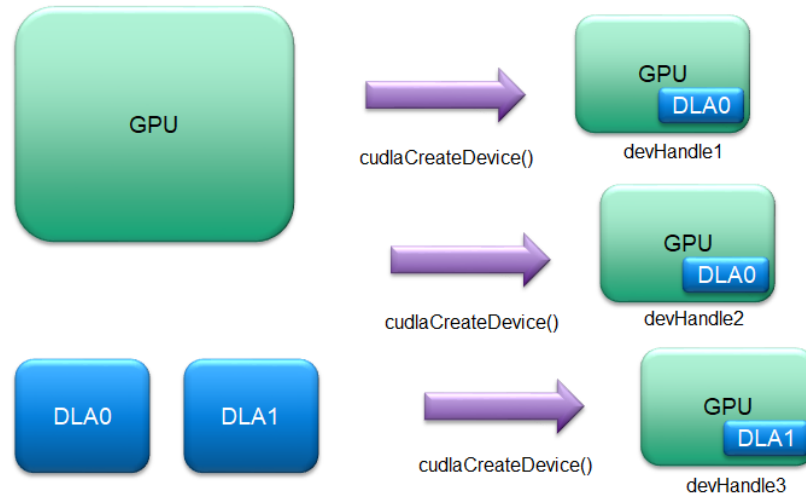 GPU
cudlaCreateDevice()
GPU
DLA0
devHandle1
cudlaCreateDevice()
GPU
DLA0
devHandle2
DLA0
DLA1
cudlaCreateDevice()
GPU
DLA1
devHandle3